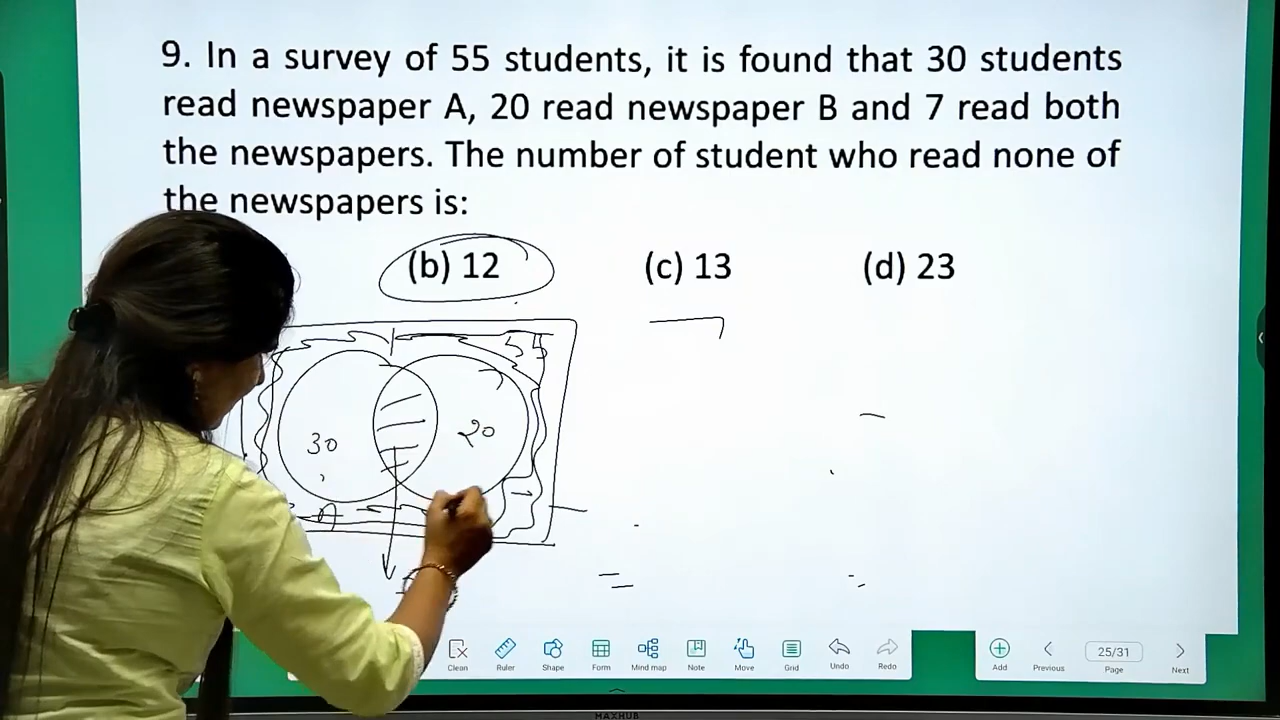 9. In a survey of 55 students, it is found that 30 students
read newspaper A, 20 read newspaper B and 7 read both
the newspapers. The number of student who read none of
the newspapers is:
(b) 12 (c) 13 (d) 23
55
30 20
A
Clean Ruler Shape Form Mind map Note Move Grid Undo Redo
Add Previous 25/31 Page Next
MAXHUB